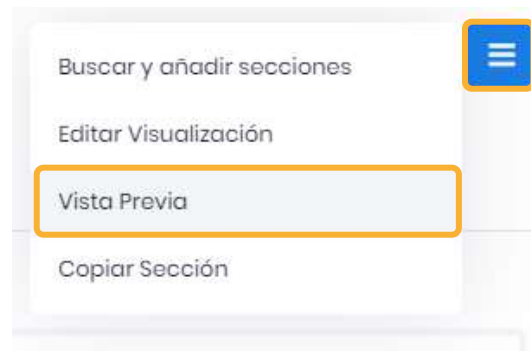 Buscar y añadir secciones
Editar Visualización
Vista Previa
Copiar Sección